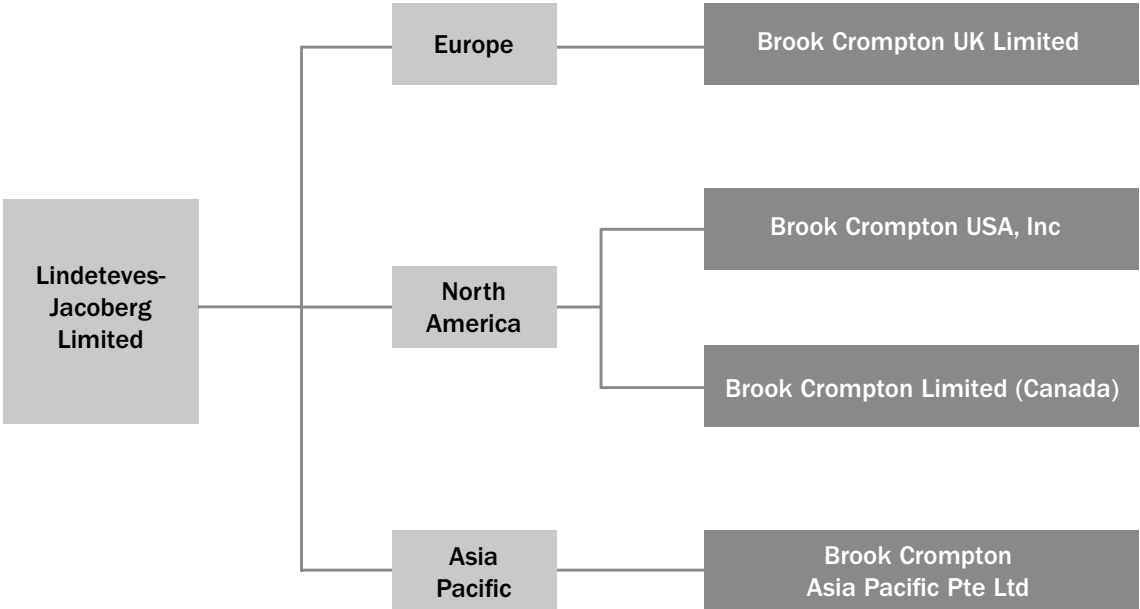 Lindeteves-
Jacoberg
Limited
Europe
Brook Crompton UK Limited
North
America
Brook Crompton USA, Inc
Brook Crompton Limited (Canada)
Asia
Pacific
Brook Crompton
Asia Pacific Pte Ltd